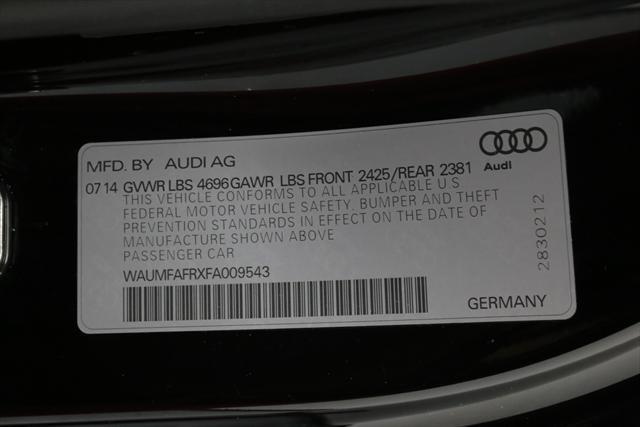 MFD. BY AUDI AG
Audi
07 14 GVWR LBS 4696 GAWR LBS FRONT 2425/REAR 2381
THIS VEHICLE CONFORMS TO ALL APPLICABLE U.S
FEDERAL MOTOR VEHICLE SAFETY, BUMPER AND THEFT
PREVENTION STANDARDS IN EFFECT ON THE DATE OF
MANUFACTURE SHOWN ABOVE
PASSENGER CAR
WAUMFAFRXFA009543
GERMANY
2830212